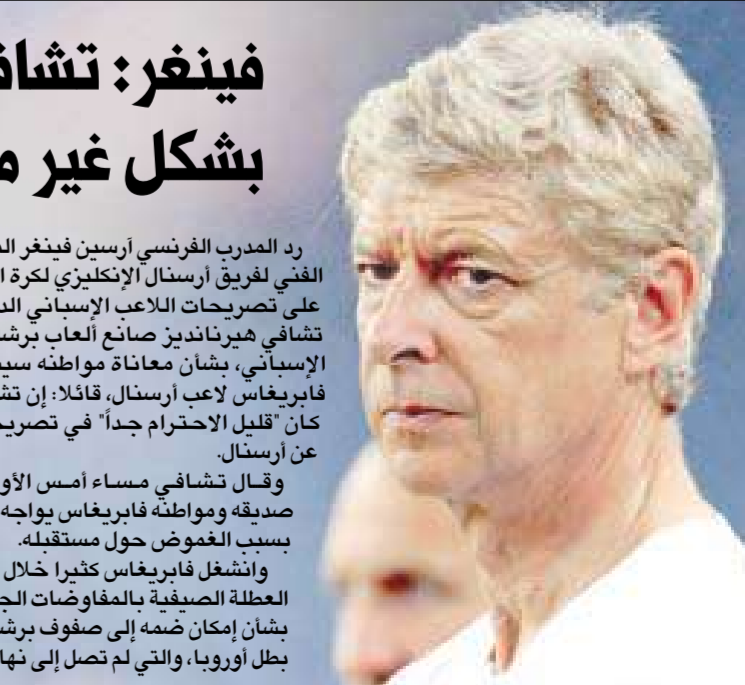 فينغر: تشاف
بشكل غير م
رد المدرب الفرنسي آرسين فينغر ال
الفني لفريق أرسنال الإنكليزي لكرة ا
على تصريحات اللاعب الإسباني الد
تشافي هيرنانديز صانع ألعاب برش
الإسباني، بشأن معاناة مواطنه سي
فابريغاس لاعب أرسنال، قائلا: إن تش
كان "قليل الاحترام جداً" في تصريح
عن أرسنال.
وقال تشافي مساء أمس الأو
صديقه ومواطنه فابريغاس يواجه
بسبب الغموض حول مستقبله.
وانشغل فابريغاس كثيرا خلال
العطلة الصيفية بالمفاوضات الج
بشأن إمكان ضمه إلى صفوف برش
بطل أوروبا، والتي لم تصل إلى نها